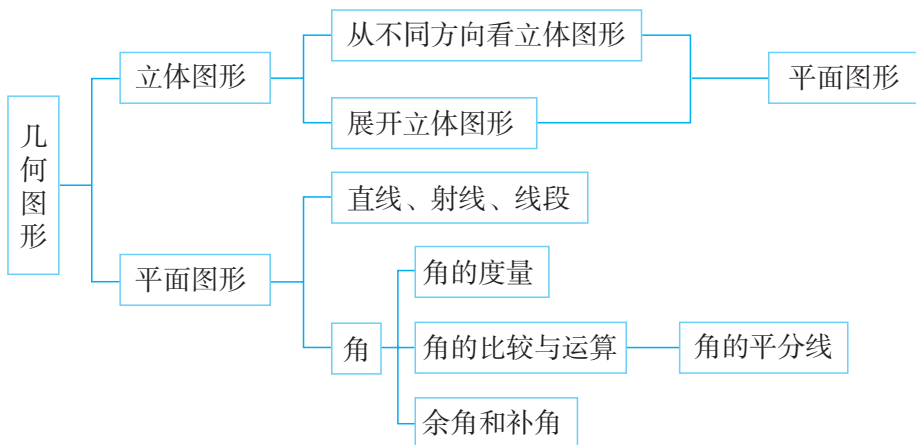 几何图形
立体图形
从不同方向看立体图形
展开立体图形
平面图形
平面图形
直线、射线、线段
角
角的度量
角的比较与运算
角的平分线
余角和补角